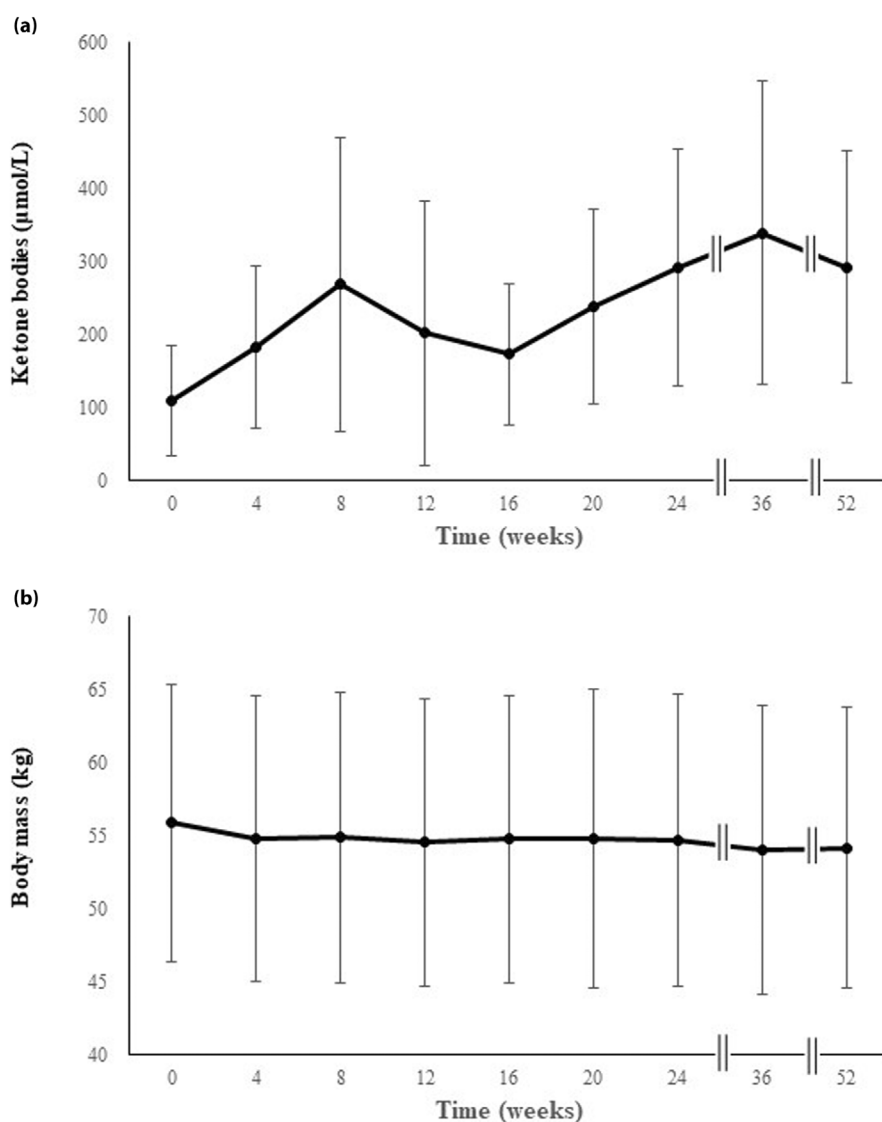 (a)
600
500
400
300
200
100
0
Ketone bodies (µmol/L)
0 4 8 12 16 20 24 36 52
Time (weeks)
(b)
70
65
60
55
50
45
40
Body mass (kg)
0 4 8 12 16 20 24 36 52
Time (weeks)